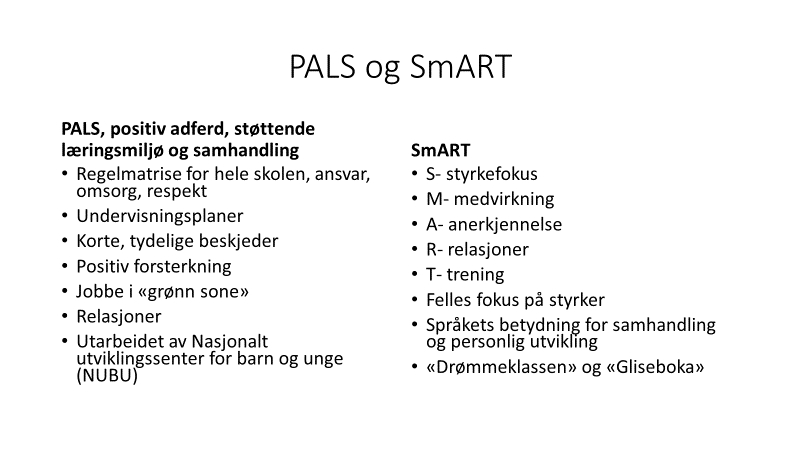 PALS og SmART
PALS, positiv adferd, støttende
læringsmiljø og samhandling
• Regelmatrise for hele skolen, ansvar,
omsorg, respekt
• Undervisningsplaner
• Korte, tydelige beskjeder
• Positiv forsterkning
• Jobbe i «grønn sone»
• Relasjoner
• Utarbeidet av Nasjonalt
utviklingssenter for barn og unge
(NUBU)
SmART
• S- styrkefokus
• M- medvirkning
• A- anerkjennelse
• R- relasjoner
• T- trening
• Felles fokus på styrker
• Språkets betydning for samhandling
og personlig utvikling
• «Drømmeklassen» og «Gliseboka»